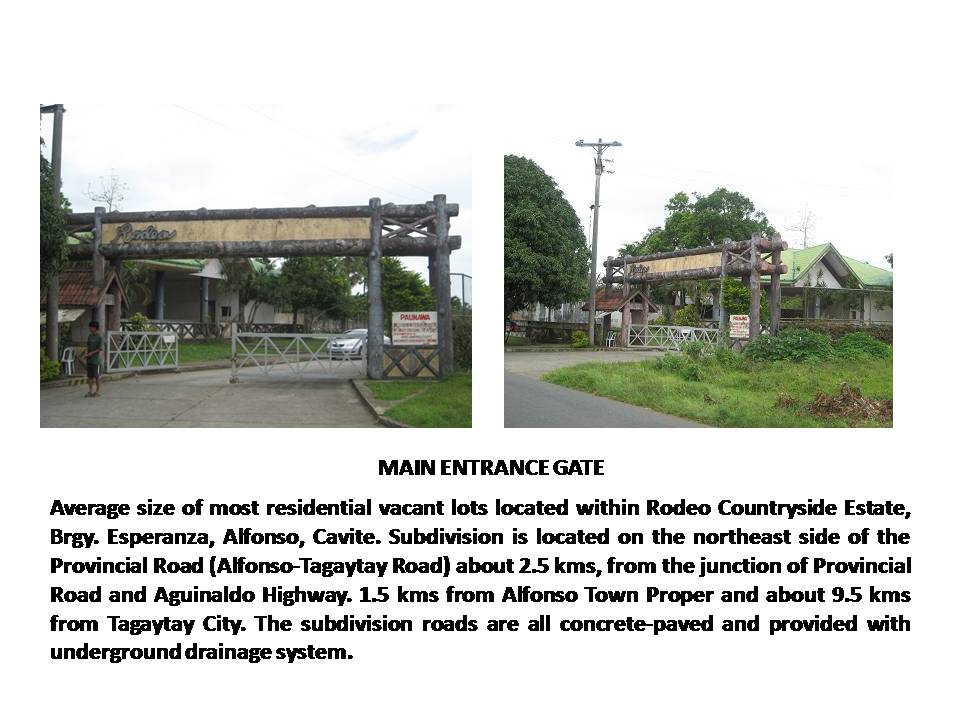 Rodeo
PAUNAWA
Rodeo
PAUNAWA
MAIN ENTRANCE GATE
Average size of most residential vacant lots located within Rodeo Countryside Estate,
Brgy. Esperanza, Alfonso, Cavite. Subdivision is located on the northeast side of the
Provincial Road (Alfonso-Tagaytay Road) about 2.5 kms, from the junction of Provincial
Road and Aguinaldo Highway. 1.5 kms from Alfonso Town Proper and about 9.5 kms
from Tagaytay City. The subdivision roads are all concrete-paved and provided with
underground drainage system.